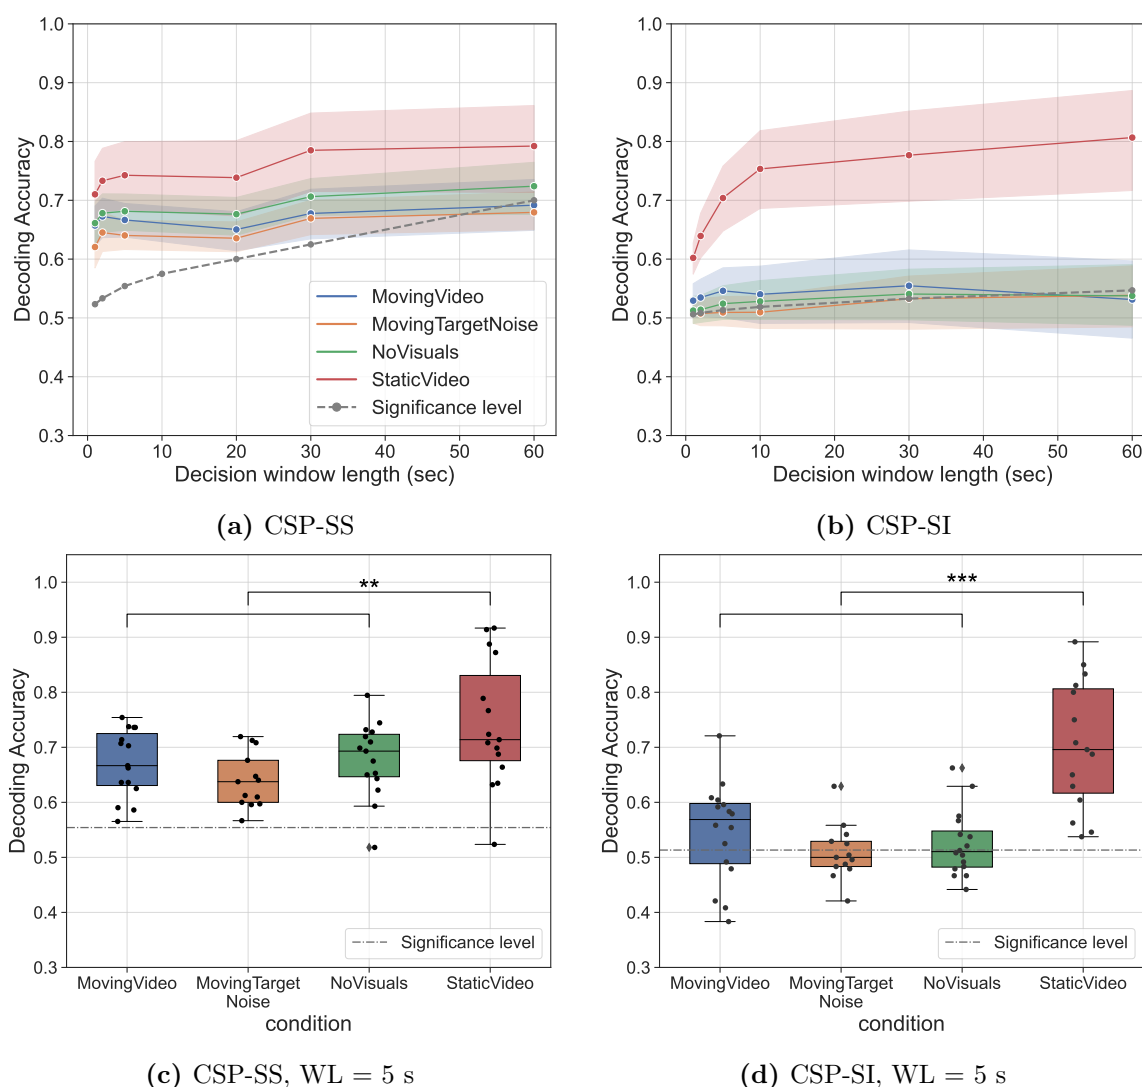 1.0
0.9
0.8
0.7
0.6
0.5
0.4
0.3
Decoding Accuracy
0 10 20 30 40 50 60
Decision window length (sec)
MovingVideo
MovingTargetNoise
NoVisuals
StaticVideo
Significance level
(a) CSP-SS
1.0
0.9
0.8
0.7
0.6
0.5
0.4
0.3
Decoding Accuracy
0 10 20 30 40 50 60
Decision window length (sec)
(b) CSP-SI
1.0
0.9
0.8
0.7
0.6
0.5
0.4
0.3
Decoding Accuracy
**
Significance level
MovingVideo MovingTarget NoVisuals StaticVideo
Noise
condition
(c) CSP-SS, WL = 5 s
1.0
0.9
0.8
0.7
0.6
0.5
0.4
0.3
Decoding Accuracy
***
Significance level
MovingVideo MovingTarget NoVisuals StaticVideo
Noise
condition
(d) CSP-SI, WL = 5 s